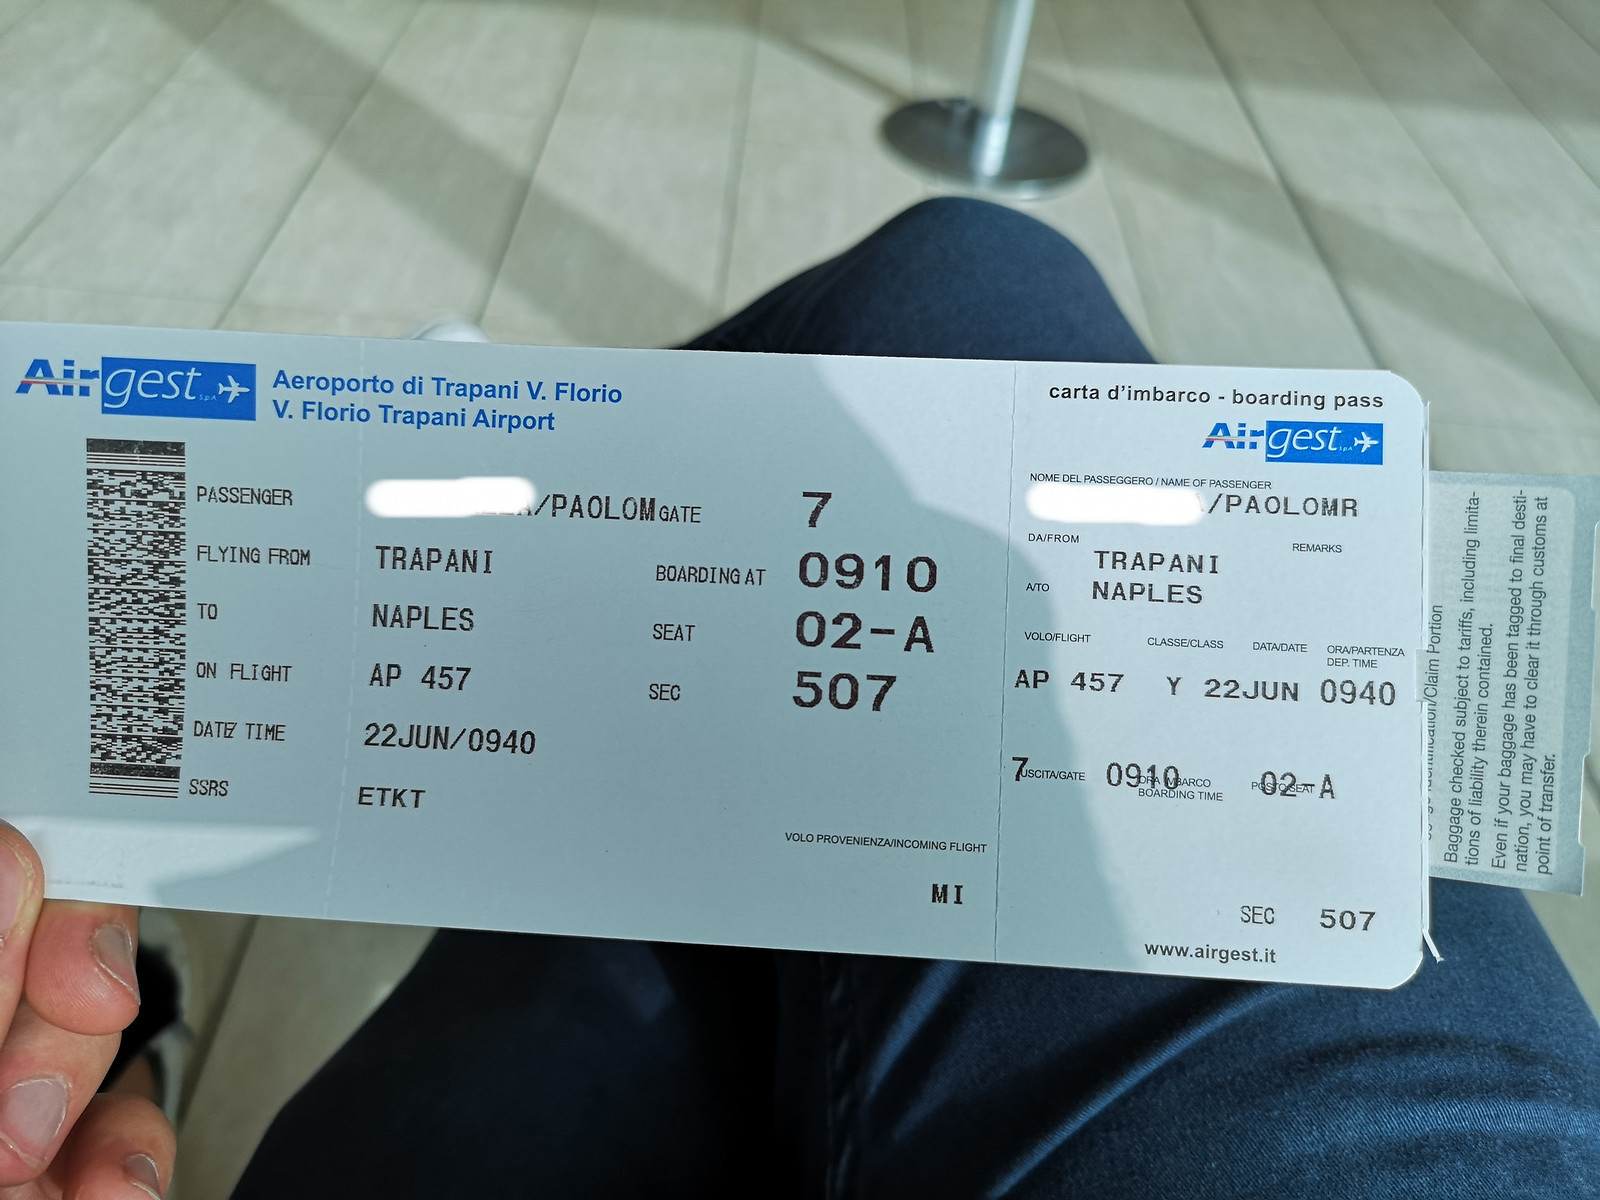 Airgest S.p.A.
Aeroporto di Trapani V. Florio
V. Florio Trapani Airport
PASSENGER /PAOLOM GATE 7
FLYING FROM TRAPANI BOARDING AT 0910
TO NAPLES SEAT 02-A
ON FLIGHT AP 457 SEC 507
DATE/ TIME 22JUN/0940
SSRS ETKT
VOLO PROVENIENZA/INCOMING FLIGHT
MI
carta d'imbarco - boarding pass
Airgest S.p.A.
NOME DEL PASSEGGERO / NAME OF PASSENGER
/PAOLOMR
DA/FROM TRAPANI REMARKS
A/TO NAPLES
VOLO/FLIGHT CLASSE/CLASS DATA/DATE ORA/PARTENZA
DEP. TIME
AP 457 Y 22JUN 0940
7 USCITA/GATE 0910 ORA IMBARCO POSTO/SEAT 02-A
BOARDING TIME
SEC 507
www.airgest.it
/Claim Portion
Baggage checked subject to tariffs, including limita-
tions of liability therein contained.
Even if your baggage has been tagged to final desti-
nation, you may have to clear it through customs at
point of transfer.